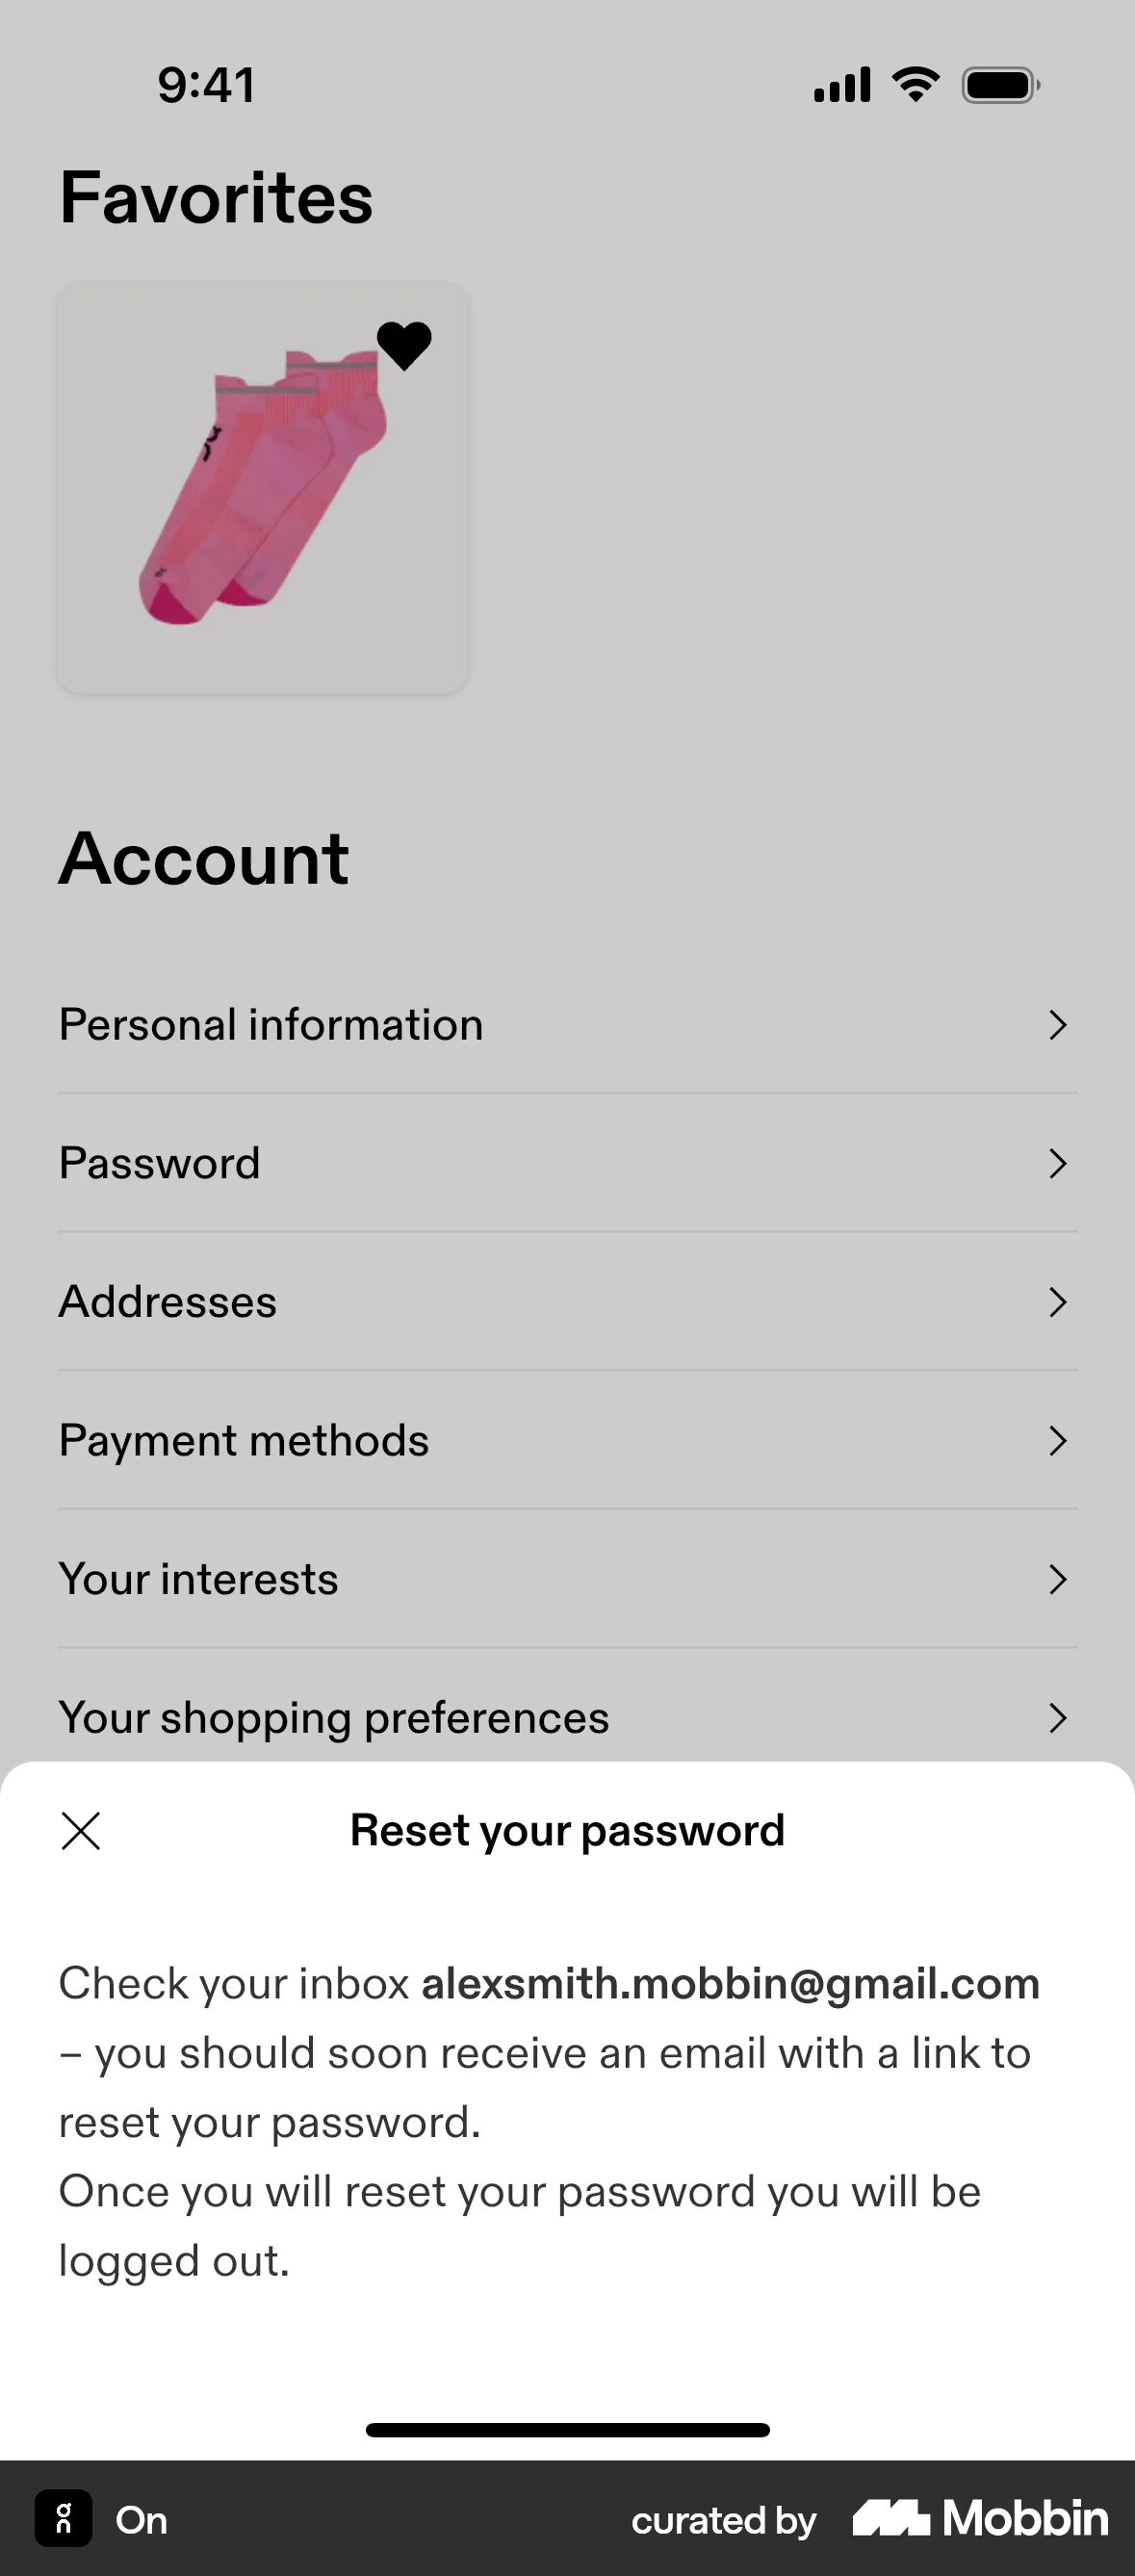 9:41
Favorites
Account
Personal information
Password
Addresses
Payment methods
Your interests
Your shopping preferences
Reset your password
Check your inbox alexsmith.mobbin@gmail.com
– you should soon receive an email with a link to
reset your password.
Once you will reset your password you will be
logged out.
On
curated by Mobbin